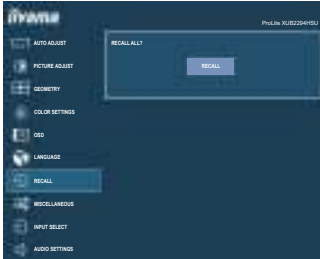 iiyama
ProLite XUB2294HSU
AUTO ADJUST
RECALL ALL?
PICTURE ADJUST
RECALL
GEOMETRY
COLOR SETTINGS
OSD
LANGUAGE
RECALL
MISCELLANEOUS
INPUT SELECT
AUDIO SETTINGS